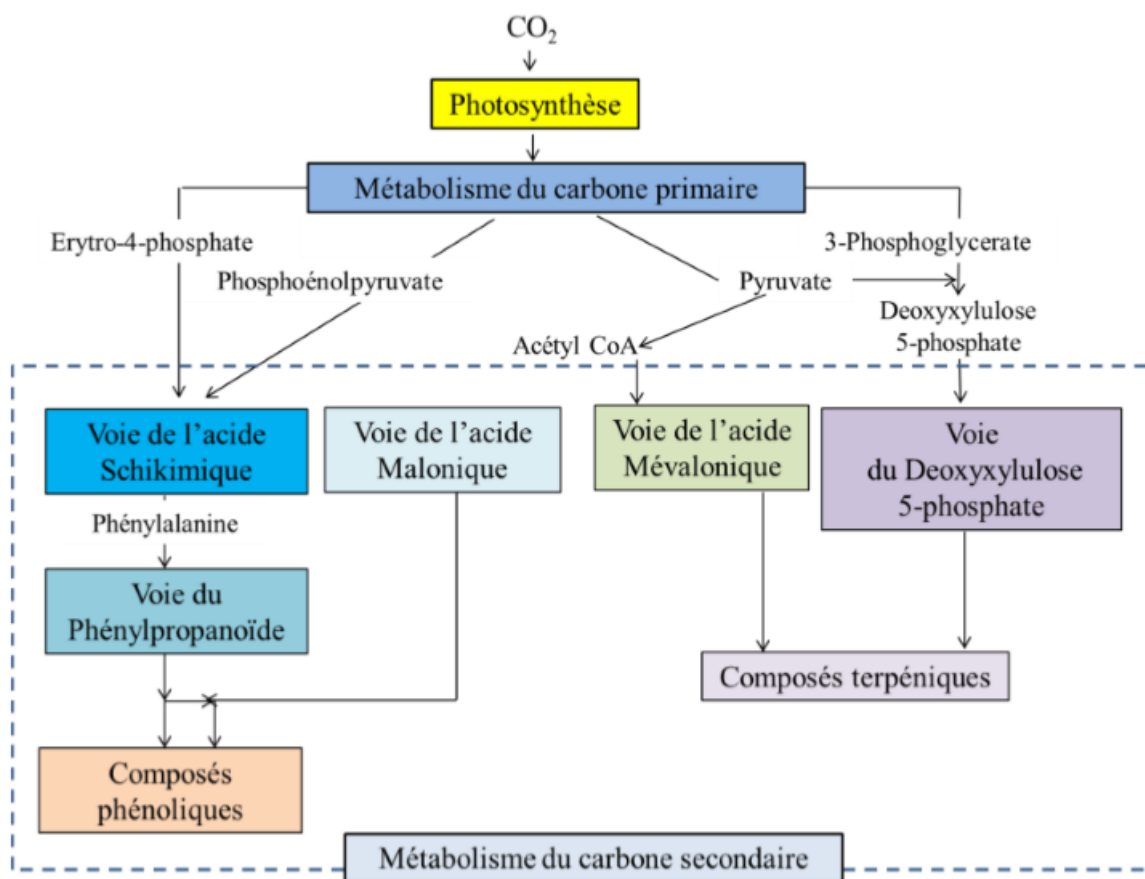 CO₂
Photosynthèse
Métabolisme du carbone primaire
Erytro-4-phosphate
3-Phosphoglycerate
Phosphoénolpyruvate
Pyruvate
Deoxyxylulose
5-phosphate
Acétyl CoA
Voie de l'acide
Schikimique
Voie de l'acide
Malonique
Voie de l'acide
Mévalonique
Voie
du Deoxyxylulose
5-phosphate
Phénylalanine
Voie du
Phénylpropanoïde
Composés terpéniques
Composés
phénoliques
Métabolisme du carbone secondaire